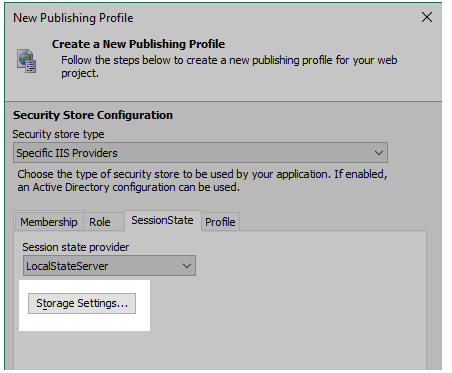 New Publishing Profile
Create a New Publishing Profile
Follow the steps below to create a new publishing profile for your web
project.
Security Store Configuration
Security store type
Specific IIS Providers
Choose the type of security store to be used by your application. If enabled,
an Active Directory configuration can be used.
Membership Role SessionState Profile
Session state provider
LocalStateServer
Storage Settings...